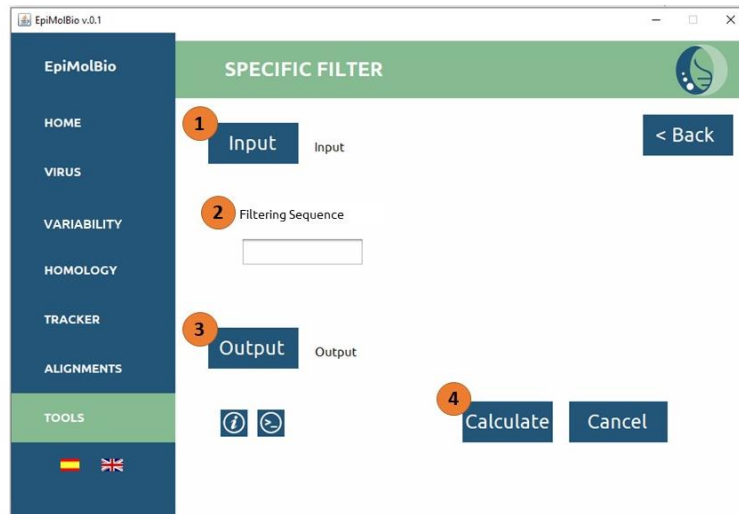 EpiMolBio v.0.1
EpiMolBio
HOME
VIRUS
VARIABILITY
HOMOLOGY
TRACKER
ALIGNMENTS
TOOLS
SPECIFIC FILTER
< Back
1
Input
Input
2
Filtering Sequence
3
Output
Output
i
>_
4
Calculate
Cancel